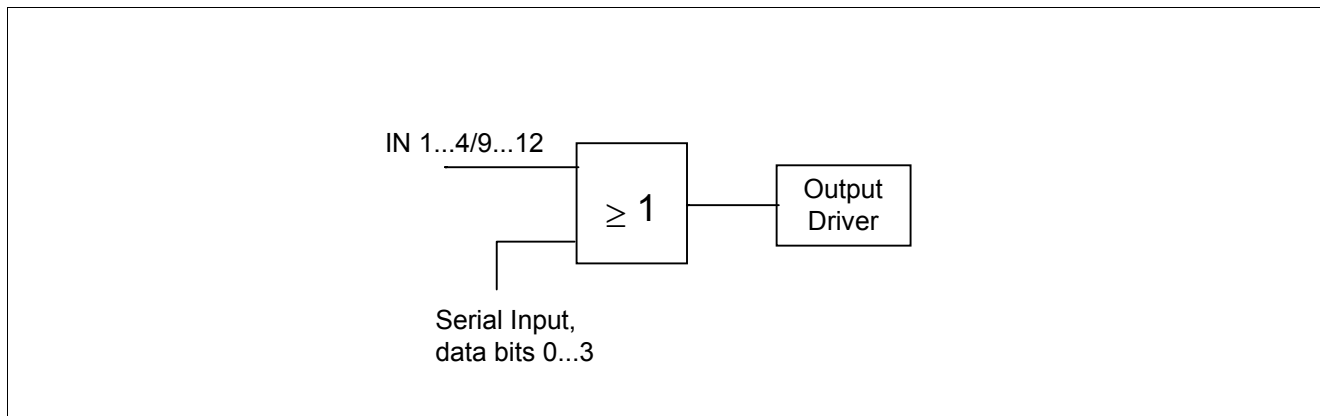 IN 1...4/9...12
≥ 1
Output
Driver
Serial Input,
data bits 0...3